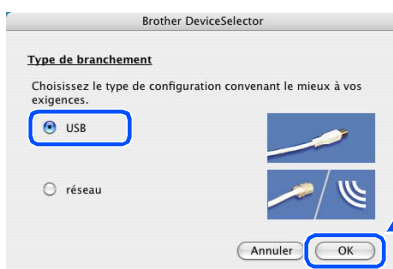 Brother DeviceSelector
Type de branchement
Choisissez le type de configuration convenant le mieux à vos
exigences.
USB
réseau
Annuler OK